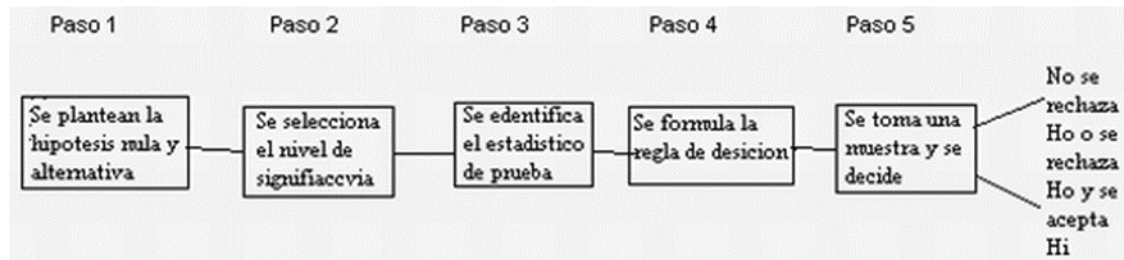 Paso 1
Paso 2
Paso 3
Paso 4
Paso 5
Se plantean la
hipotesis nula y
alternativa
Se selecciona
el nivel de
signifiaccvia
Se edentifica
el estadistico
de prueba
Se formula la
regla de desicion
Se toma una
muestra y se
decide
No se
rechaza
Ho o se
rechaza
Ho y se
acepta
Hi